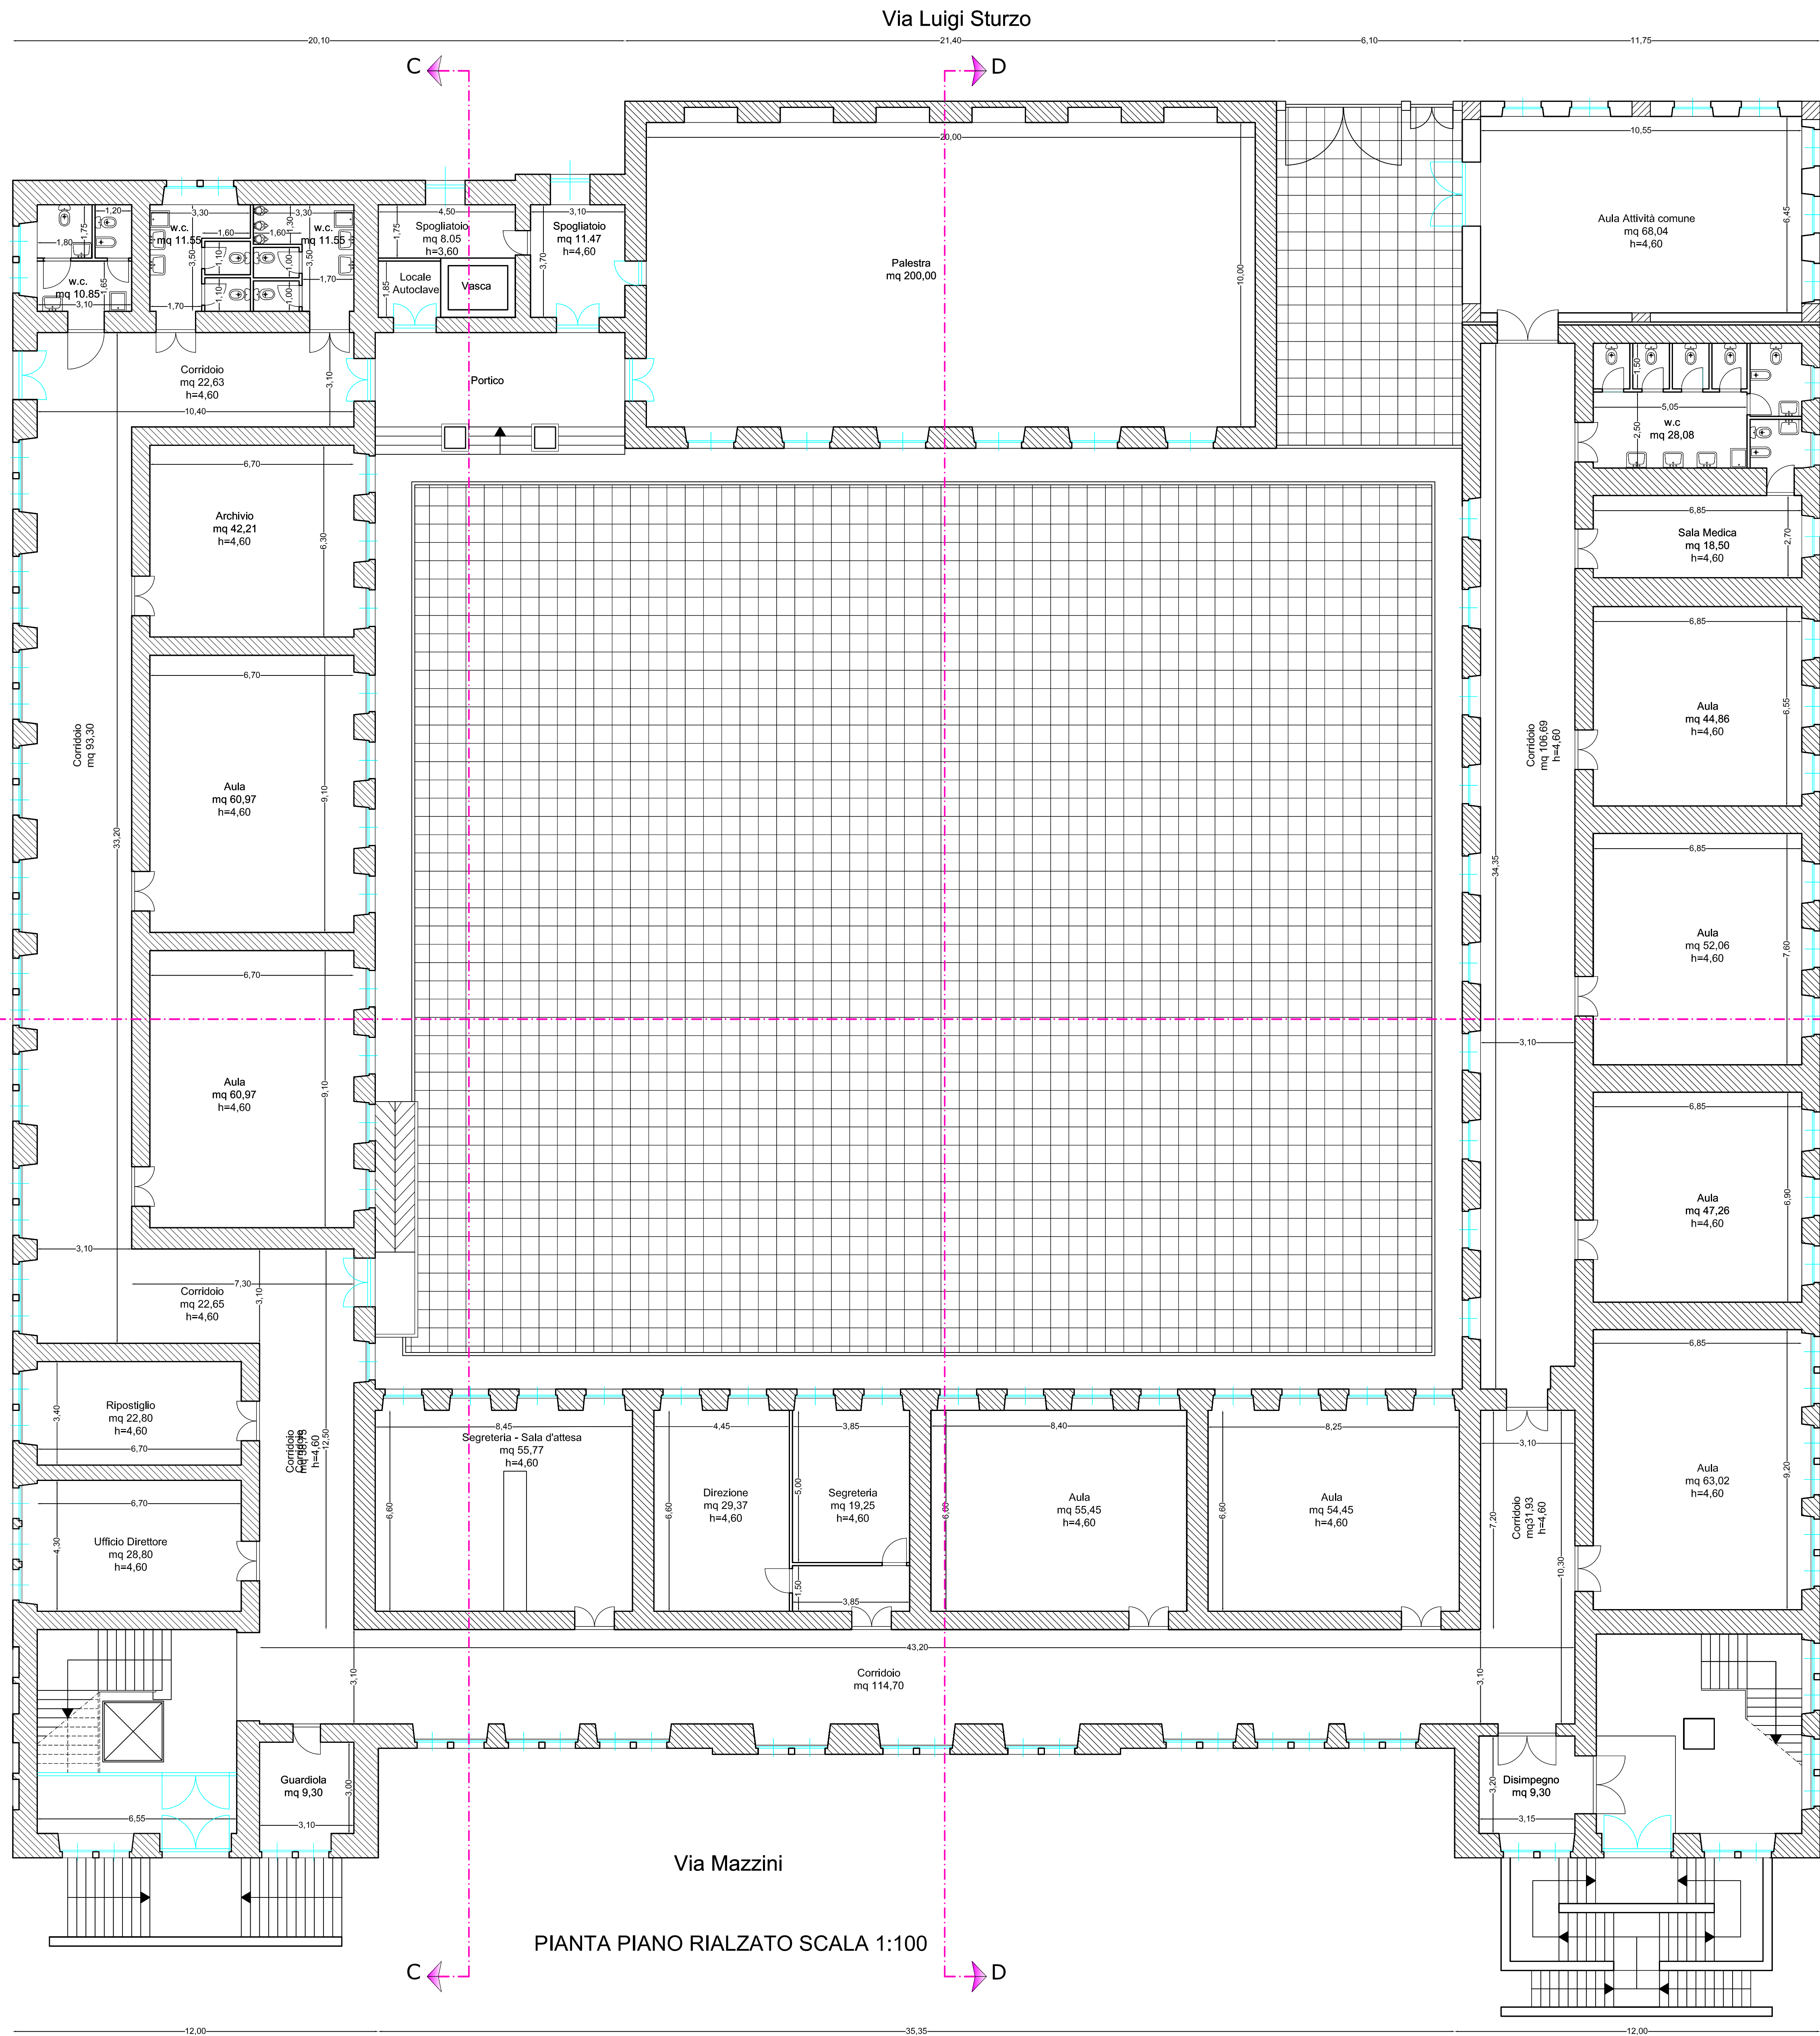 Via Luigi Sturzo
20,10
21,40
6,10
11,75
C
D
20,00
10,00
Palestra
mq 200,00
10,55
6,45
Aula Attività comune
mq 68,04
h=4,60
1,20
1,75
1,80
w.c.
mq 10.85
1,65
3,10
3,30
w.c.
mq 11.55
1,60
3,50
1,10
1,10
1,70
3,30
1,30
w.c.
mq 11.55
1,60
3,50
1,00
1,00
1,70
4,50
Spogliatoio
mq 8.05
h=3,60
1,75
Locale
Autoclave
1,85
Vasca
3,10
Spogliatoio
mq 11.47
h=4,60
3,70
Corridoio
mq 22,63
h=4,60
3,10
10,40
Portico
1,50
5,05
w.c
mq 28,08
2,50
6,70
Archivio
mq 42,21
h=4,60
6,30
6,85
Sala Medica
mq 18,50
h=4,60
2,70
6,70
Aula
mq 60,97
h=4,60
9,10
Corridoio
mq 93,30
33,20
Corridoio
mq 106,69
h=4,60
34,35
3,10
6,85
Aula
mq 44,86
h=4,60
6,55
6,85
Aula
mq 52,06
h=4,60
7,60
6,70
Aula
mq 60,97
h=4,60
9,10
6,85
Aula
mq 47,26
h=4,60
6,90
3,10
7,30
3,10
Corridoio
mq 22,65
h=4,60
6,85
Aula
mq 63,02
h=4,60
9,20
Ripostiglio
mq 22,80
h=4,60
3,40
6,70
Corridoio
h=4,60
12,50
6,70
Ufficio Direttore
mq 28,80
h=4,60
4,30
8,45
Segreteria - Sala d'attesa
mq 55,77
h=4,60
6,60
4,45
Direzione
mq 29,37
h=4,60
6,60
3,85
Segreteria
mq 19,25
h=4,60
5,00
1,50
3,85
8,40
Aula
mq 55,45
h=4,60
6,60
8,25
Aula
mq 54,45
h=4,60
6,60
3,10
Corridoio
mq31,93
h=4,60
7,20
10,30
43,20
Corridoio
mq 114,70
3,10
3,10
Guardiola
mq 9,30
3,00
3,10
6,55
Disimpegno
mq 9,30
3,20
3,15
Via Mazzini
PIANTA PIANO RIALZATO SCALA 1:100
C
D
12,00
35,35
12,00